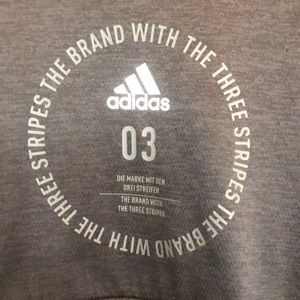 THE BRAND WITH THE THREE STRIPES THE BRAND WITH THE THREE STRIPES
adidas
03
DIE MARKE MIT DEN
DREI STREIFEN
THE BRAND WITH
THE THREE STRIPES